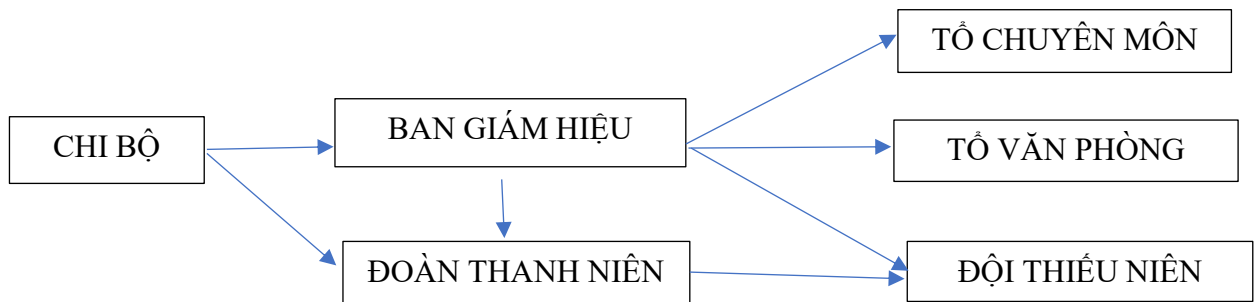 TỔ CHUYÊN MÔN
BAN GIÁM HIỆU
CHI BỘ
TỔ VĂN PHÒNG
ĐOÀN THANH NIÊN
ĐỘI THIẾU NIÊN